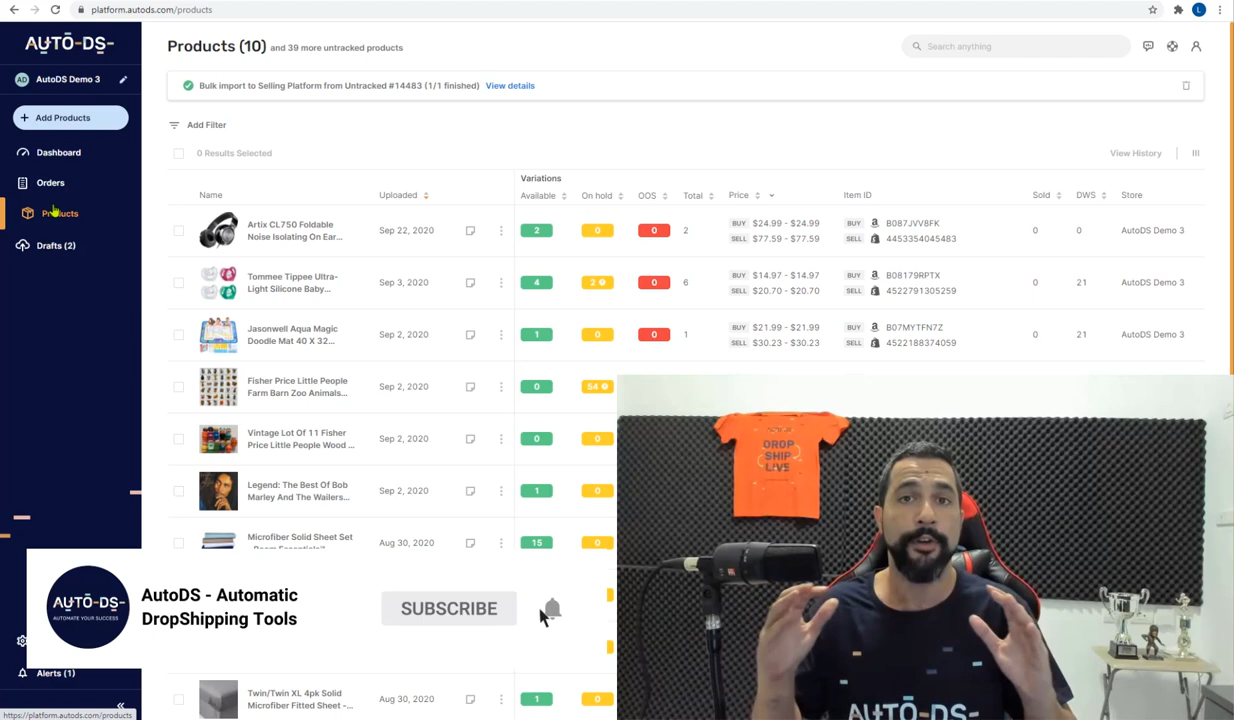 platform.autods.com/products
L
AUTO-DS-
Products (10) and 39 more untracked products
Search anything
AD AutoDS Demo 3
Bulk import to Selling Platform from Untracked #14483 (1/1 finished) View details
+ Add Products
Add Filter
Dashboard
0 Results Selected
View History
Orders
Variations
Name Uploaded Available On hold OOS Total Price Item ID Sold DWS Store
Products
Artix CL750 Foldable
Noise Isolating On Ear...
Sep 22, 2020
2 0 0 2
BUY $24.99 - $24.99
SELL $77.59 - $77.59
BUY B087JVV8FK
SELL 4453354045483
0 0 AutoDS Demo 3
Drafts (2)
Tommee Tippee Ultra-
Light Silicone Baby...
Sep 3, 2020
4 2 0 6
BUY $14.97 - $14.97
SELL $20.70 - $20.70
BUY B08179RPTX
SELL 4522791305259
0 21 AutoDS Demo 3
Jasonwell Aqua Magic
Doodle Mat 40 X 32...
Sep 2, 2020
1 0 0 1
BUY $21.99 - $21.99
SELL $30.23 - $30.23
BUY B07MYTFN7Z
SELL 4522188374059
0 21 AutoDS Demo 3
Fisher Price Little People
Farm Barn Zoo Animals...
Sep 2, 2020
0 54
Vintage Lot Of 11 Fisher
Price Little People Wood ...
Sep 2, 2020
0 0
Legend: The Best Of Bob
Marley And The Wailers...
Sep 2, 2020
1 0
Microfiber Solid Sheet Set
Aug 30, 2020
15 0
DROP
SHIP
LIVE
AUTO-DS-
AUTOMATE YOUR SUCCESS
AutoDS - Automatic
DropShipping Tools
SUBSCRIBE
Alerts (1)
Twin/Twin XL 4pk Solid
Microfiber Fitted Sheet -...
Aug 30, 2020
1 0
AUTO-DS-
https://platform.autods.com/products